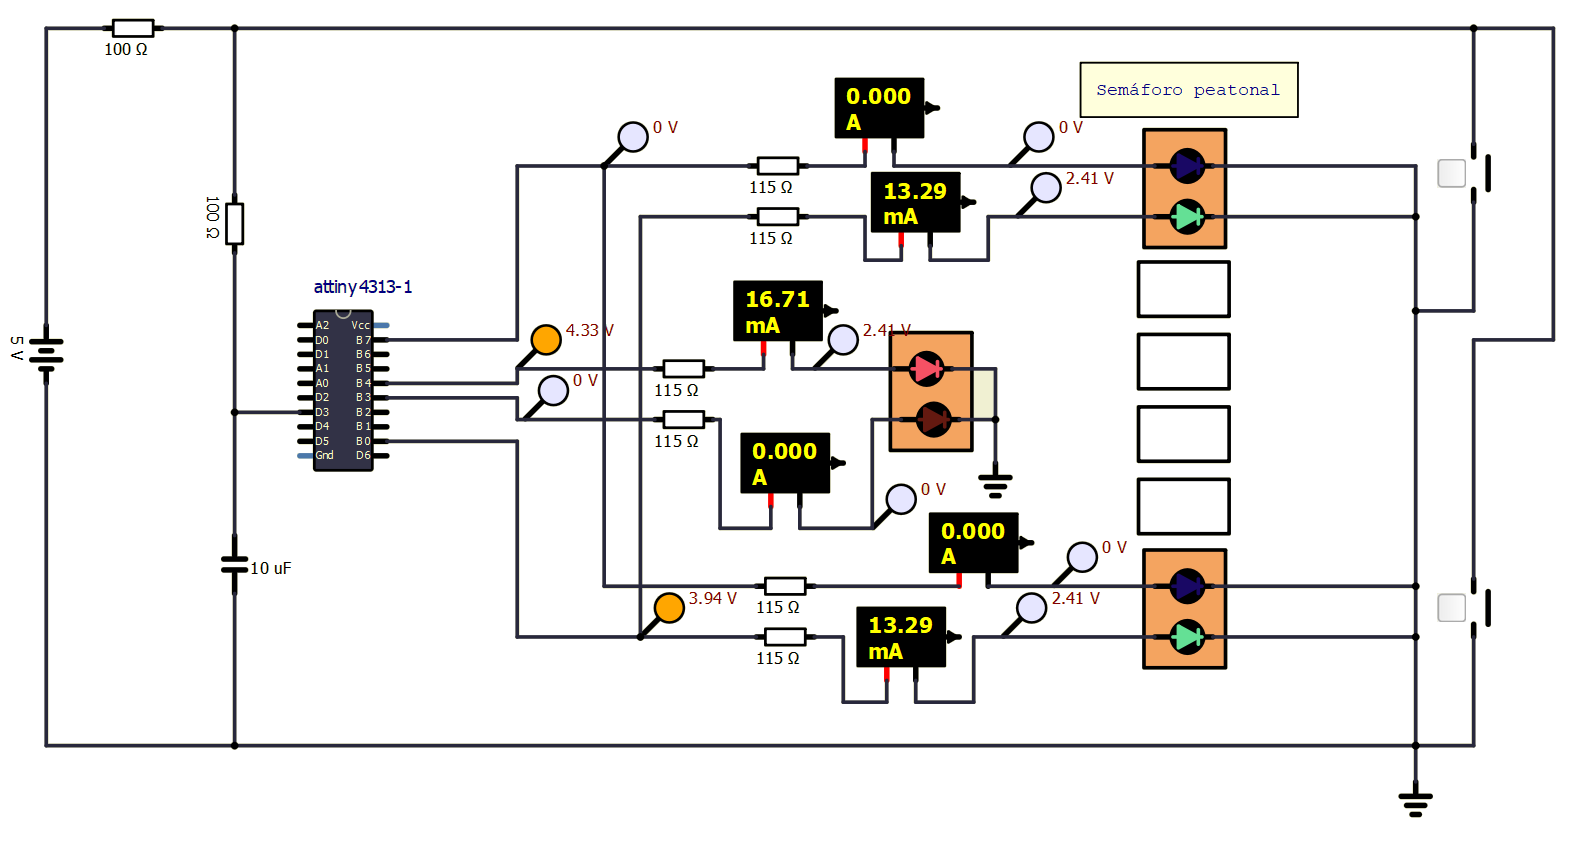 100 Ω
Semáforo peatonal
0.000
A
0 V
0 V
115 Ω
13.29
mA
2.41 V
115 Ω
100 Ω
attiny4313-1
A2
D0
D1
A1
A0
D2
D3
D4
D5
Gnd
Vcc
B7
B6
B5
B4
B3
B2
B1
B0
D6
5 V
16.71
mA
4.33 V
2.41 V
115 Ω
0 V
115 Ω
0.000
A
0 V
10 uF
0.000
A
0 V
115 Ω
3.94 V
13.29
mA
2.41 V
115 Ω